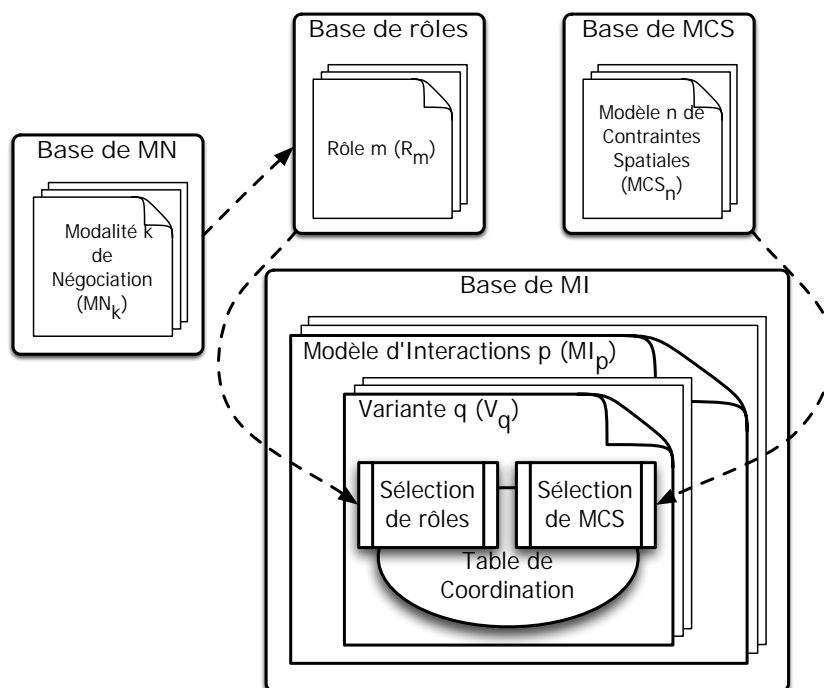 Base de rôles
Rôle m (Rm)
Base de MCS
Modèle n de
Contraintes
Spatiales
(MCSn)
Base de MN
Modalité k
de
Négociation
(MNk)
Base de MI
Modèle d'Interactions p (MIp)
Variante q (Vq)
Sélection
de rôles
Sélection
de MCS
Table de
Coordination